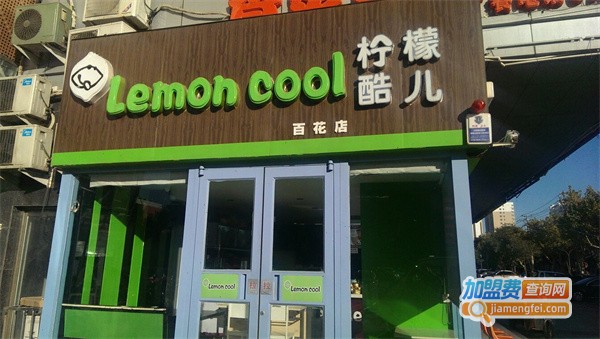 Lemon cool 柠檬
酷儿
百花店
Lemon cool
Lemon cool
加盟费查询网
jiamengfei.com